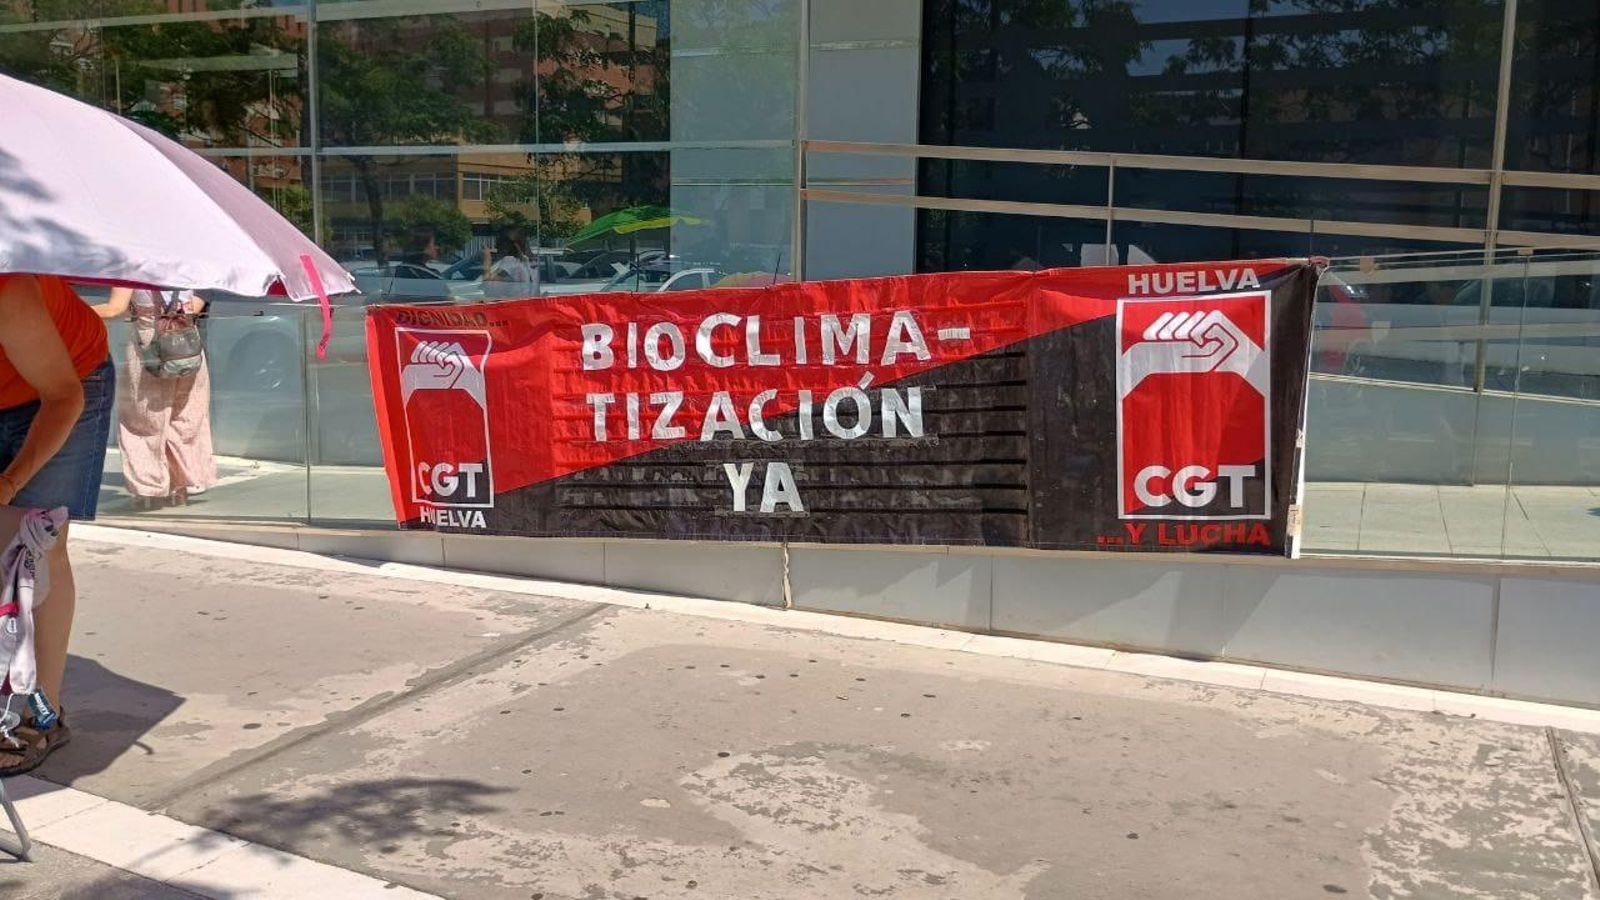 DIGNIDAD...
CGT
HUELVA
BIOCLIMA-
TIZACIÓN
YA
HUELVA
CGT
...Y LUCHA